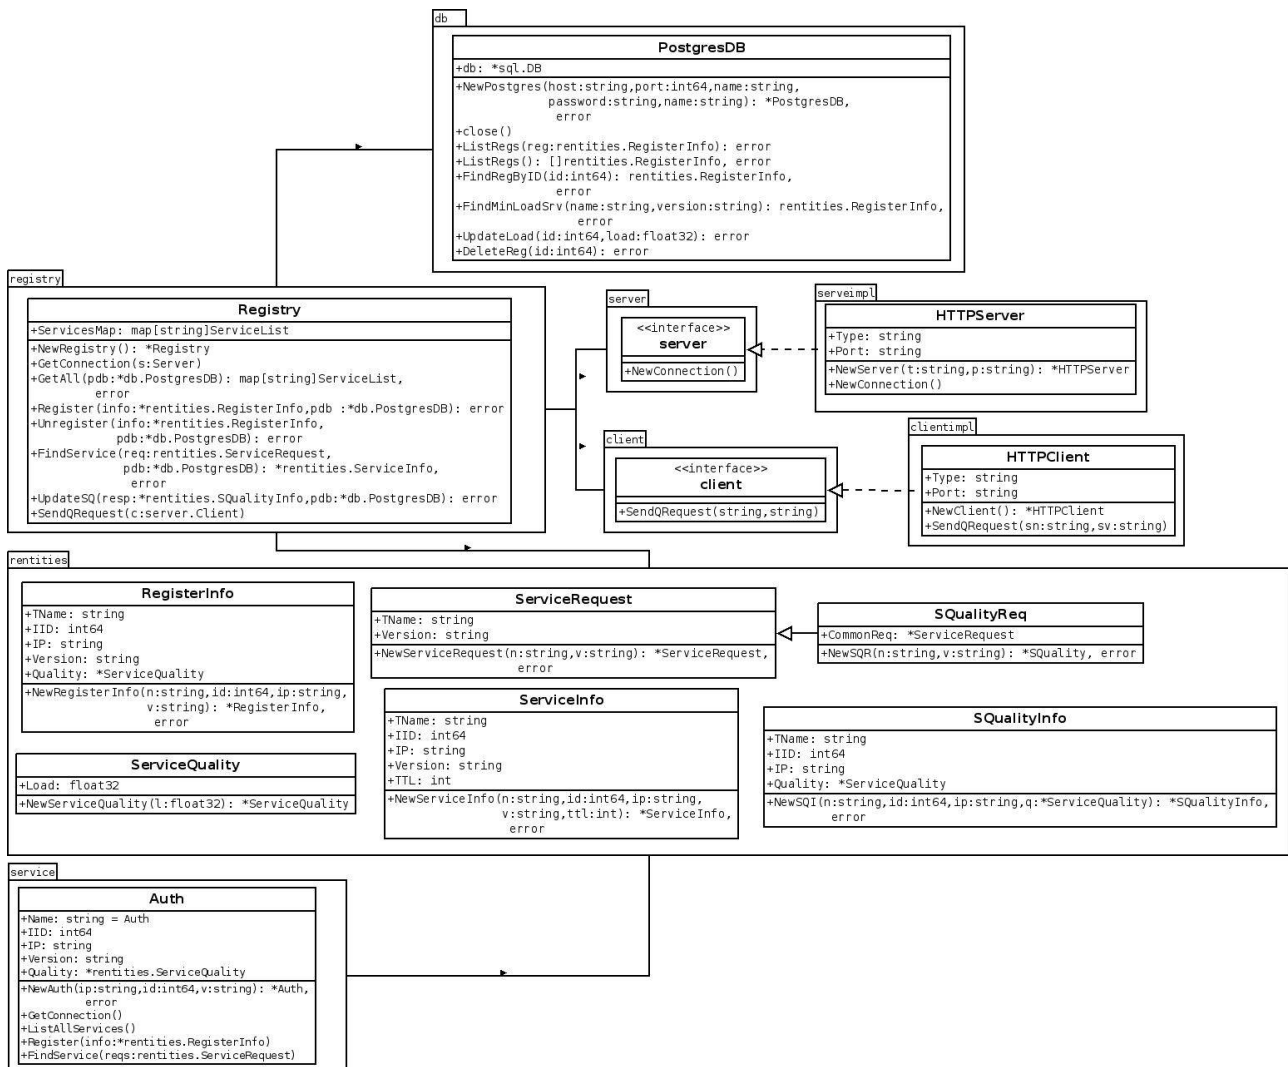 db
PostgresDB
+db: *sql.DB
+NewPostgres(host:string,port:int64,name:string,
password:string,name:string): *PostgresDB,
error
+close()
+ListRegs(reg:rentities.RegisterInfo): error
+ListRegs(): []rentities.RegisterInfo, error
+FindRegByID(id:int64): rentities.RegisterInfo,
error
+FindMinLoadSrv(name:string,version:string): rentities.RegisterInfo,
error
+UpdateLoad(id:int64,load:float32): error
+DeleteReg(id:int64): error
registry
Registry
+ServicesMap: map[string]ServiceList
+NewRegistry(): *Registry
+GetConnection(s:Server)
+GetAll(pdb:*db.PostgresDB): map[string]ServiceList,
error
+Register(info:*rentities.RegisterInfo,pdb :*db.PostgresDB): error
+Unregister(info:*rentities.RegisterInfo,
pdb:*db.PostgresDB): error
+FindService(req:rentities.ServiceRequest,
pdb:*db.PostgresDB): *rentities.ServiceInfo,
error
+UpdateSQ(resp:*rentities.SQualityInfo,pdb:*db.PostgresDB): error
+SendQRequest(c:server.Client)
server
<<interface>>
server
+NewConnection()
serveimpl
HTTPServer
+Type: string
+Port: string
+NewServer(t:string,p:string): *HTTPServer
+NewConnection()
client
<<interface>>
client
+SendQRequest(string,string)
clientimpl
HTTPClient
+Type: string
+Port: string
+NewClient(): *HTTPClient
+SendQRequest(sn:string,sv:string)
rentities
RegisterInfo
+TName: string
+IID: int64
+IP: string
+Version: string
+Quality: *ServiceQuality
+NewRegisterInfo(n:string,id:int64,ip:string,
v:string): *RegisterInfo,
error
ServiceRequest
+TName: string
+Version: string
+NewServiceRequest(n:string,v:string): *ServiceRequest,
error
SQualityReq
+CommonReq: *ServiceRequest
+NewSQR(n:string,v:string): *SQuality, error
ServiceQuality
+Load: float32
+NewServiceQuality(l:float32): *ServiceQuality
ServiceInfo
+TName: string
+IID: int64
+IP: string
+Version: string
+TTL: int
+NewServiceInfo(n:string,id:int64,ip:string,
v:string,ttl:int): *ServiceInfo,
error
SQualityInfo
+TName: string
+IID: int64
+IP: string
+Quality: *ServiceQuality
+NewSQI(n:string,id:int64,ip:string,q:*ServiceQuality): *SQualityInfo,
error
service
Auth
+Name: string = Auth
+IID: int64
+IP: string
+Version: string
+Quality: *rentities.ServiceQuality
+NewAuth(ip:string,id:int64,v:string): *Auth,
error
+GetConnection()
+ListAllServices()
+Register(info:*rentities.RegisterInfo)
+FindService(reqs:rentities.ServiceRequest)